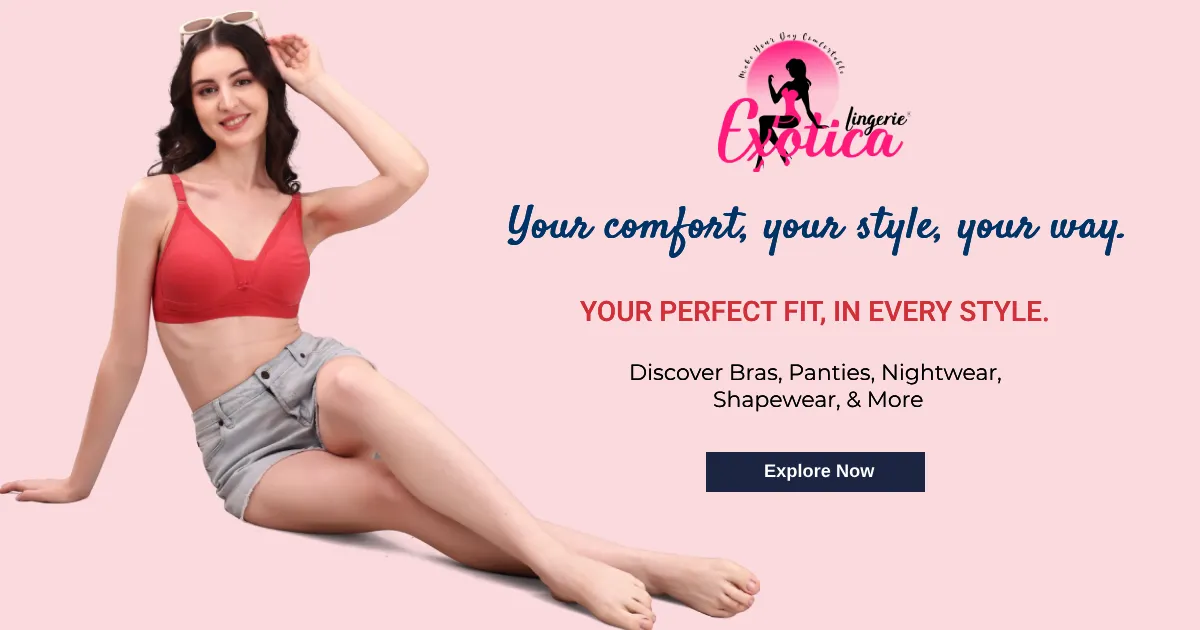 Make Your Day Comfortable
Exotica lingerie®
Your comfort, your style, your way.
YOUR PERFECT FIT, IN EVERY STYLE.
Discover Bras, Panties, Nightwear,
Shapewear, & More
Explore Now